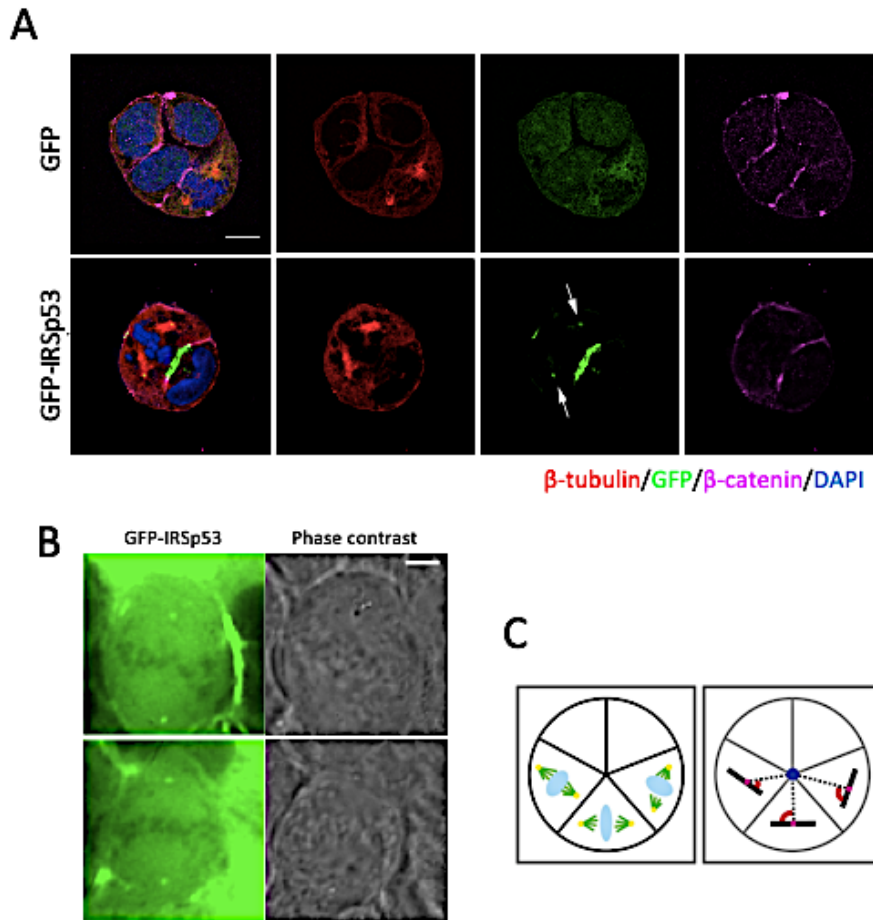 A
GFP
GFP-IRSp53
β-tubulin/GFP/β-catenin/DAPI
B
GFP-IRSp53 Phase contrast
C